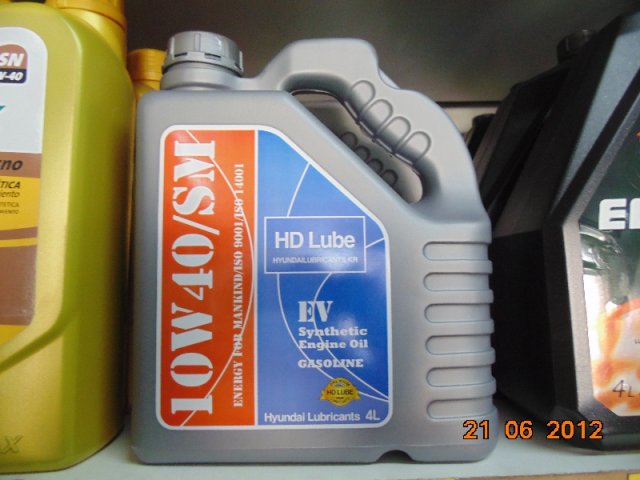 SN
W-40
10W40/SM
ENERGY FOR MANKIND/ISO 9001/ISO 14001
HD Lube
HYUNDAILUBRICANTS.KR
EV
Synthetic
Engine Oil
GASOLINE
HD LUBE
Hyundai Lubricants 4L
4L
21 06 2012